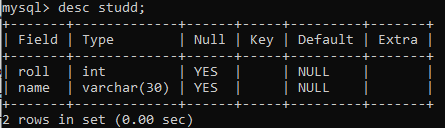 mysql> desc studd;
+-------+-------------+------+-----+---------+-------+
| Field | Type        | Null | Key | Default | Extra |
+-------+-------------+------+-----+---------+-------+
| roll  | int         | YES  |     | NULL    |       |
| name  | varchar(30) | YES  |     | NULL    |       |
+-------+-------------+------+-----+---------+-------+
2 rows in set (0.00 sec)